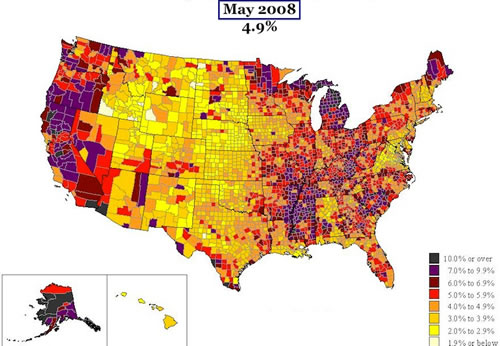 May 2008
4.9%
10.0% or over
7.0% to 9.9%
6.0% to 6.9%
5.0% to 5.9%
4.0% to 4.9%
3.0% to 3.9%
2.0% to 2.9%
1.9% or below